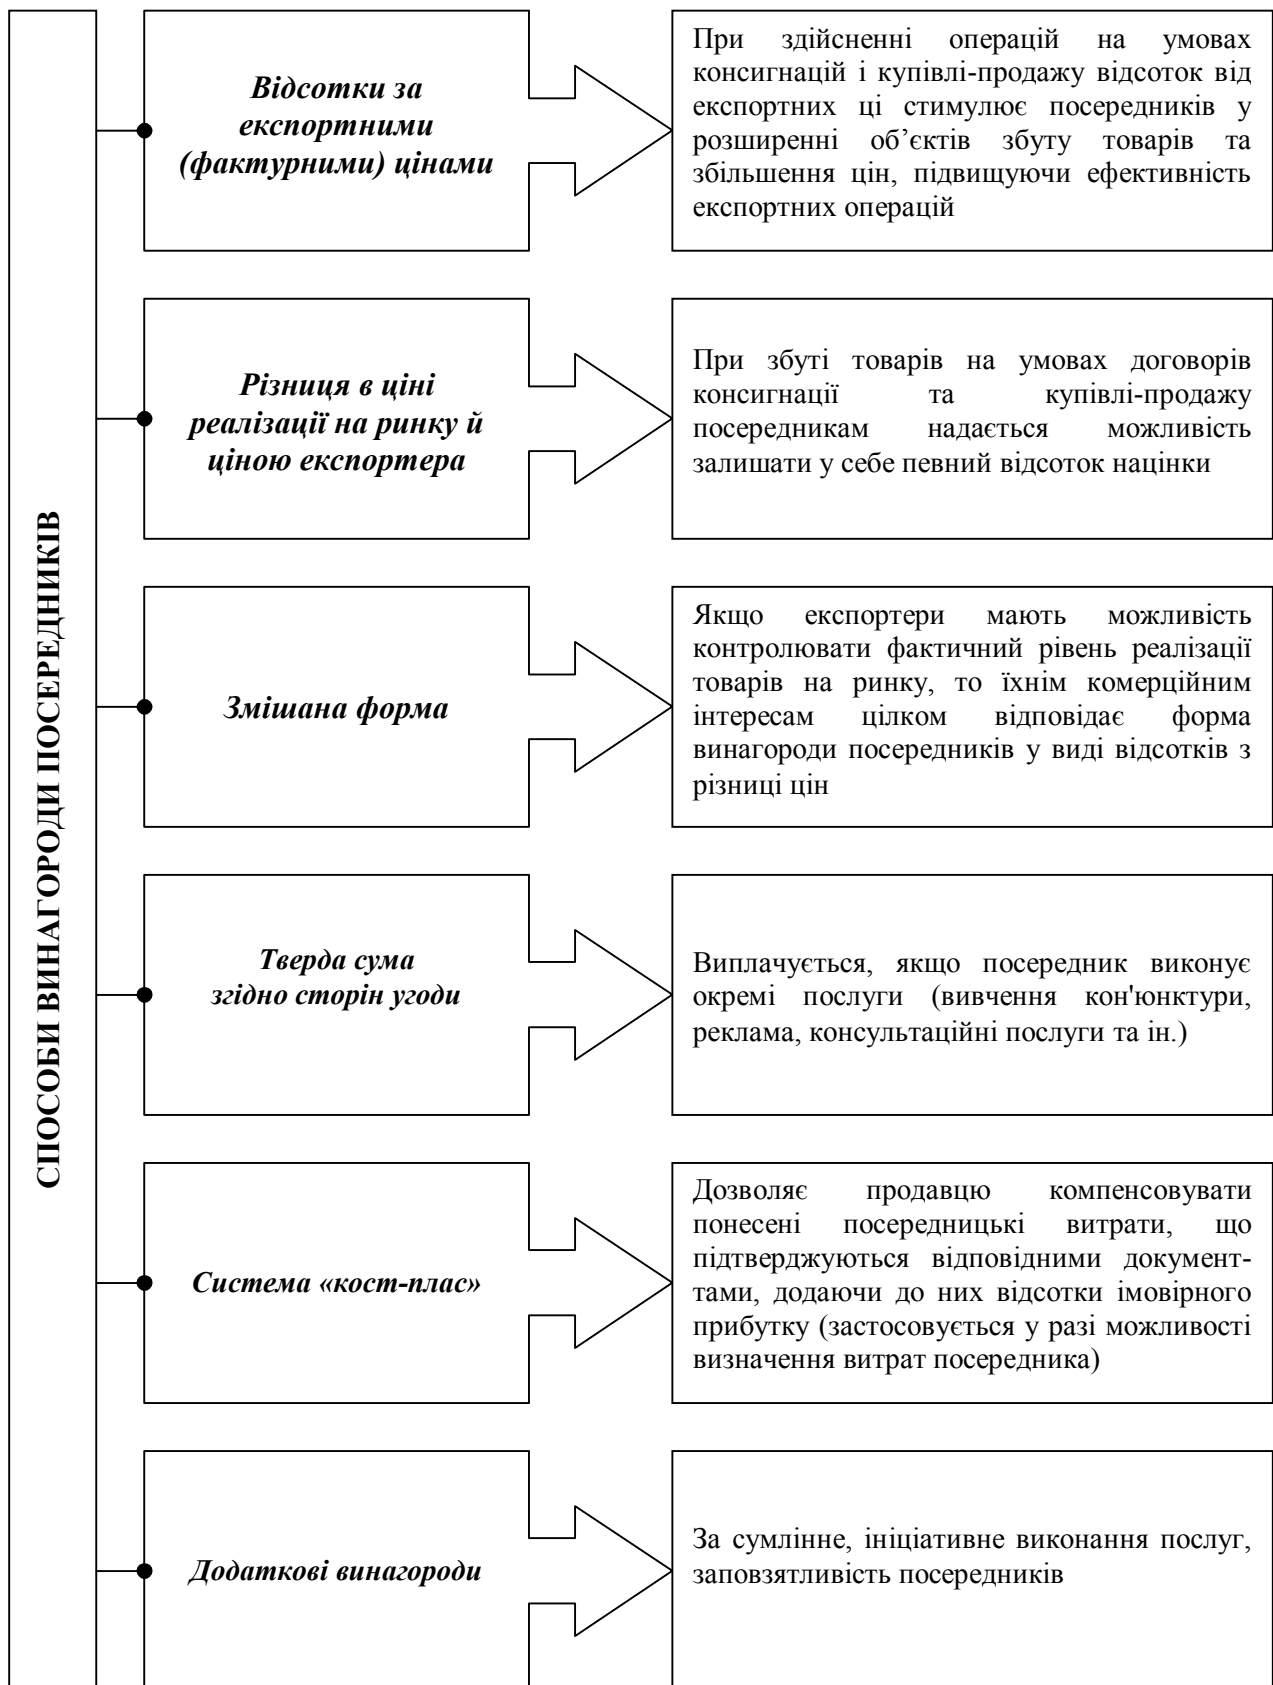 СПОСОБИ ВИНАГОРОДИ ПОСЕРЕДНИКІВ
Відсотки за
експортними
(фактурними) цінами
При здійсненні операцій на умовах
консигнацій і купівлі-продажу відсоток від
експортних ці стимулює посередників у
розширенні об’єктів збуту товарів та
збільшення цін, підвищуючи ефективність
експортних операцій
Різниця в ціні
реалізації на ринку й
ціною експортера
При збуті товарів на умовах договорів
консигнації та купівлі-продажу
посередникам надається можливість
залишати у себе певний відсоток націнки
Змішана форма
Якщо експортери мають можливість
контролювати фактичний рівень реалізації
товарів на ринку, то їхнім комерційним
інтересам цілком відповідає форма
винагороди посередників у виді відсотків з
різниці цін
Тверда сума
згідно сторін угоди
Виплачується, якщо посередник виконує
окремі послуги (вивчення кон'юнктури,
реклама, консультаційні послуги та ін.)
Система «кост-плас»
Дозволяє продавцю компенсовувати
понесені посередницькі витрати, що
підтверджуються відповідними документ-
тами, додаючи до них відсотки імовірного
прибутку (застосовується у разі можливості
визначення витрат посередника)
Додаткові винагороди
За сумлінне, ініціативне виконання послуг,
заповзятливість посередників